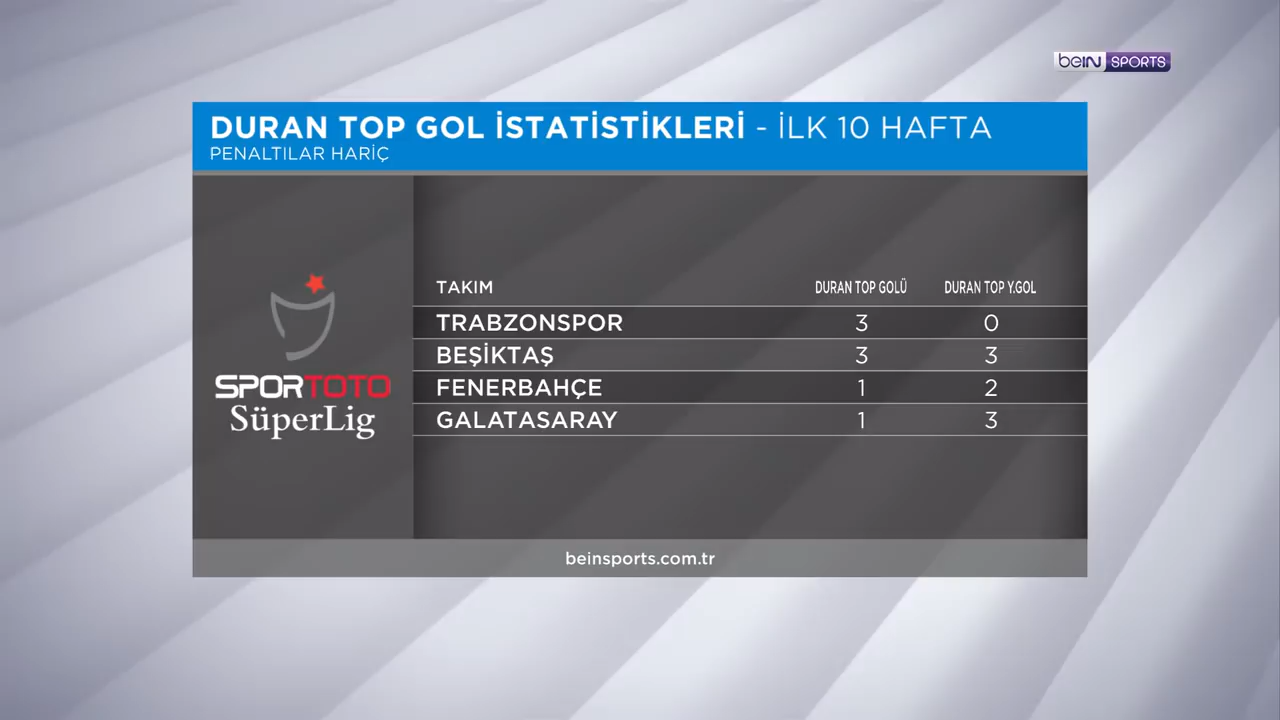 beIN SPORTS
DURAN TOP GOL İSTATİSTİKLERİ - İLK 10 HAFTA
PENALTILAR HARİÇ
TAKIM DURAN TOP GOLÜ DURAN TOP Y.GOL
TRABZONSPOR 3 0
BEŞİKTAŞ 3 3
FENERBAHÇE 1 2
GALATASARAY 1 3
SPORTOTO
SüperLig
beinsports.com.tr